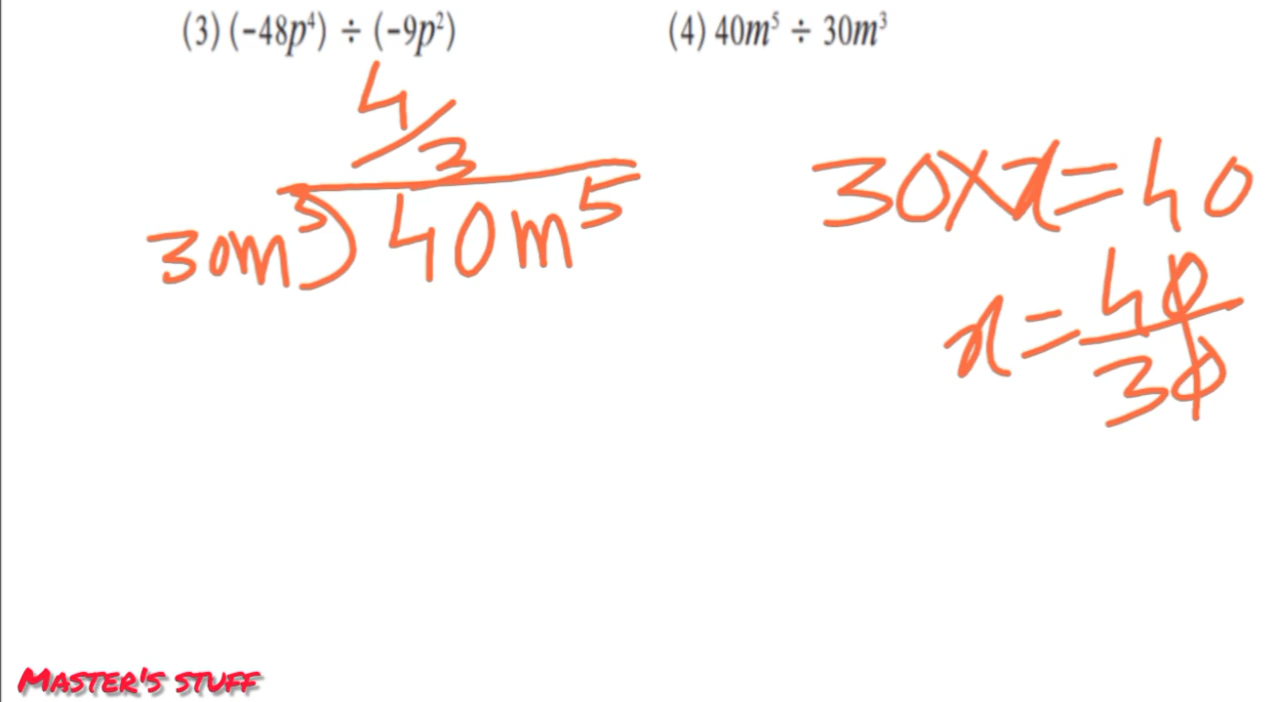 (3) (-48p⁴) ÷ (-9p²) (4) 40m⁵ ÷ 30m³
4/3
30m³) 40m⁵
30×x=40
x=40/30
MASTER'S STUFF